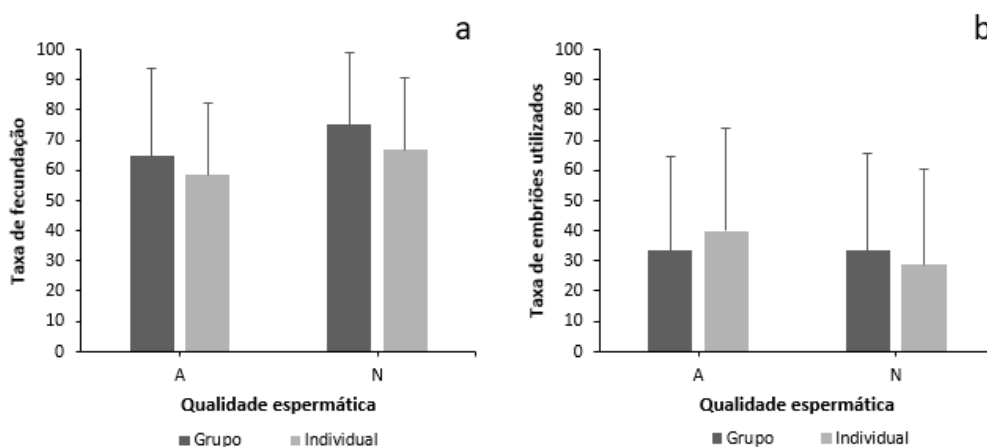 a
100
90
80
70
60
50
40
30
20
10
0
Taxa de fecundação
A N
Qualidade espermática
Grupo Individual
b
100
90
80
70
60
50
40
30
20
10
0
Taxa de embriões utilizados
A N
Qualidade espermática
Grupo Individual